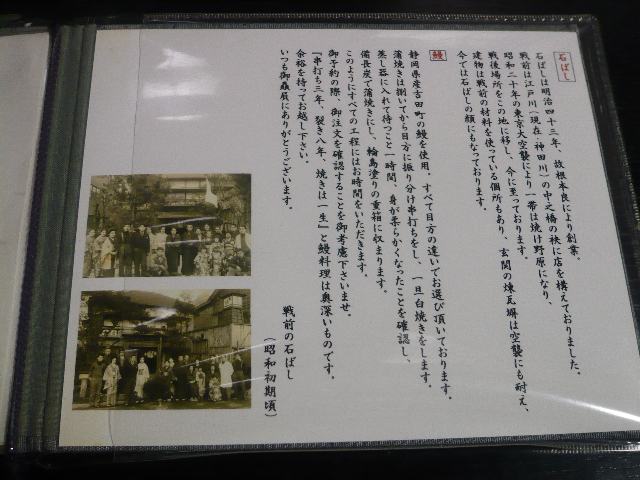 石ばし
石ばしは明治四十三年、故根本良により創業。
戦前は江戸川(現在「神田川」)の中之橋の袂に店を構えておりました。
昭和二十年の東京大空襲により一帯は焼け野原になり、
戦後場所をこの地に移し、今に至っております。
建物は戦前の材料を使っている個所もあり、玄関の煉瓦塀は空襲にも耐え、
今では石ばしの顔にもなっております。
鰻
静岡県産吉田町の鰻を使用。すべて目方の違いでお選び頂いております。
蒲焼きは捌いてから目方に振り分け串打ちをし、一旦白焼きをします。
蒸し器に入れて待つこと一時間、身が柔らかくなったことを確認し、
備長炭で蒲焼きにし、輪島塗りの重箱に収まります。
このようにすべての工程にはお時間をいただきます。
御予約の際、御注文を確認することを御考慮下さいませ。
『串打ち三年、裂き八年、焼きは一生』と鰻料理は奥深いものです。
余裕を持ってお越し下さい。
いつも御贔屓にありがとうございます。
戦前の石ばし
(昭和初期頃)